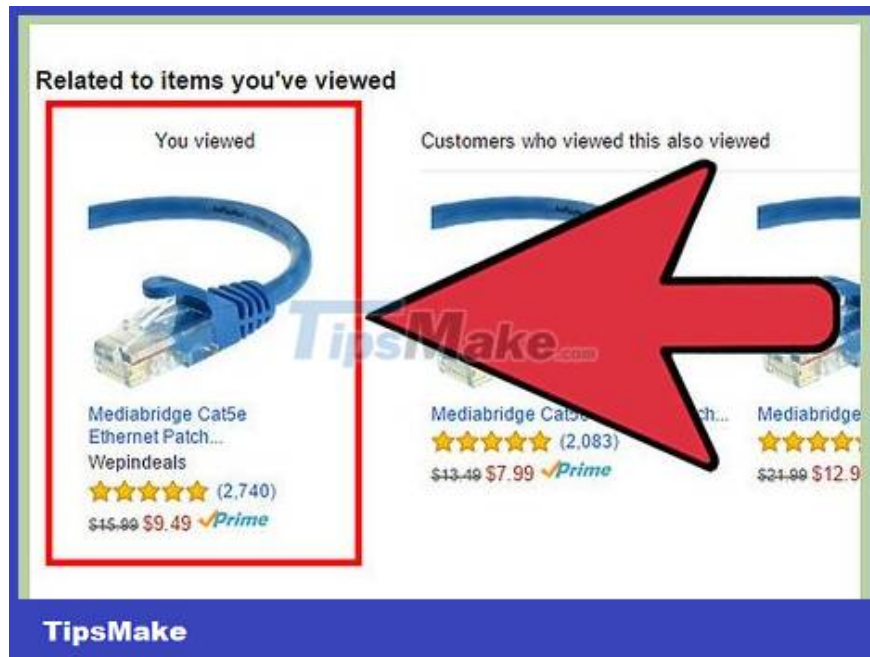 Related to items you've viewed
You viewed
Customers who viewed this also viewed
TipsMake.com
Mediabridge Cat5e
Ethernet Patch...
Wepindeals
(2,740)
$15.99 $9.49 Prime
Mediabridge
(2,083)
$13.49 $7.99 Prime
Mediabridge
$21.99 $12.9
TipsMake